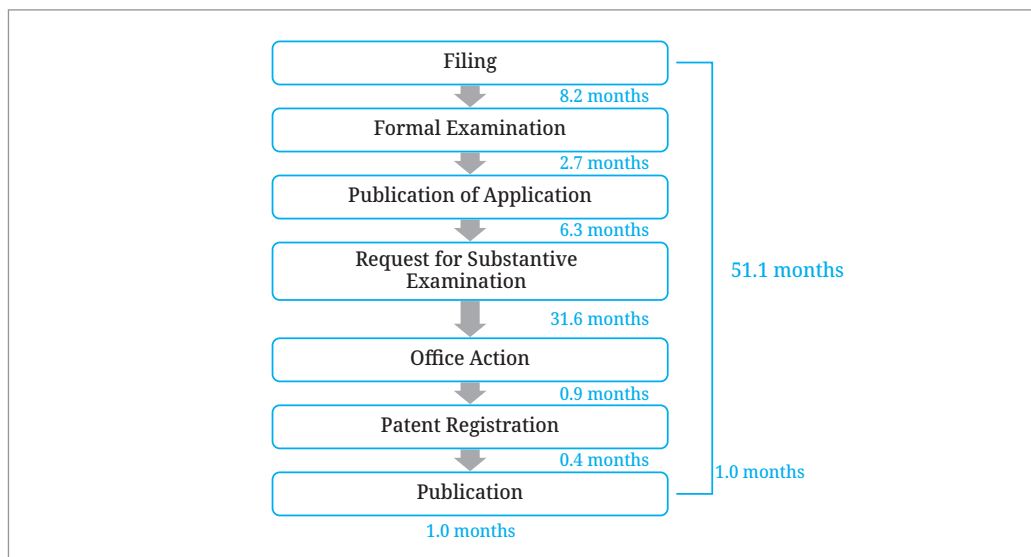 Filing
8.2 months
Formal Examination
2.7 months
Publication of Application
6.3 months
Request for Substantive
Examination
51.1 months
31.6 months
Office Action
0.9 months
Patent Registration
0.4 months
1.0 months
Publication
1.0 months